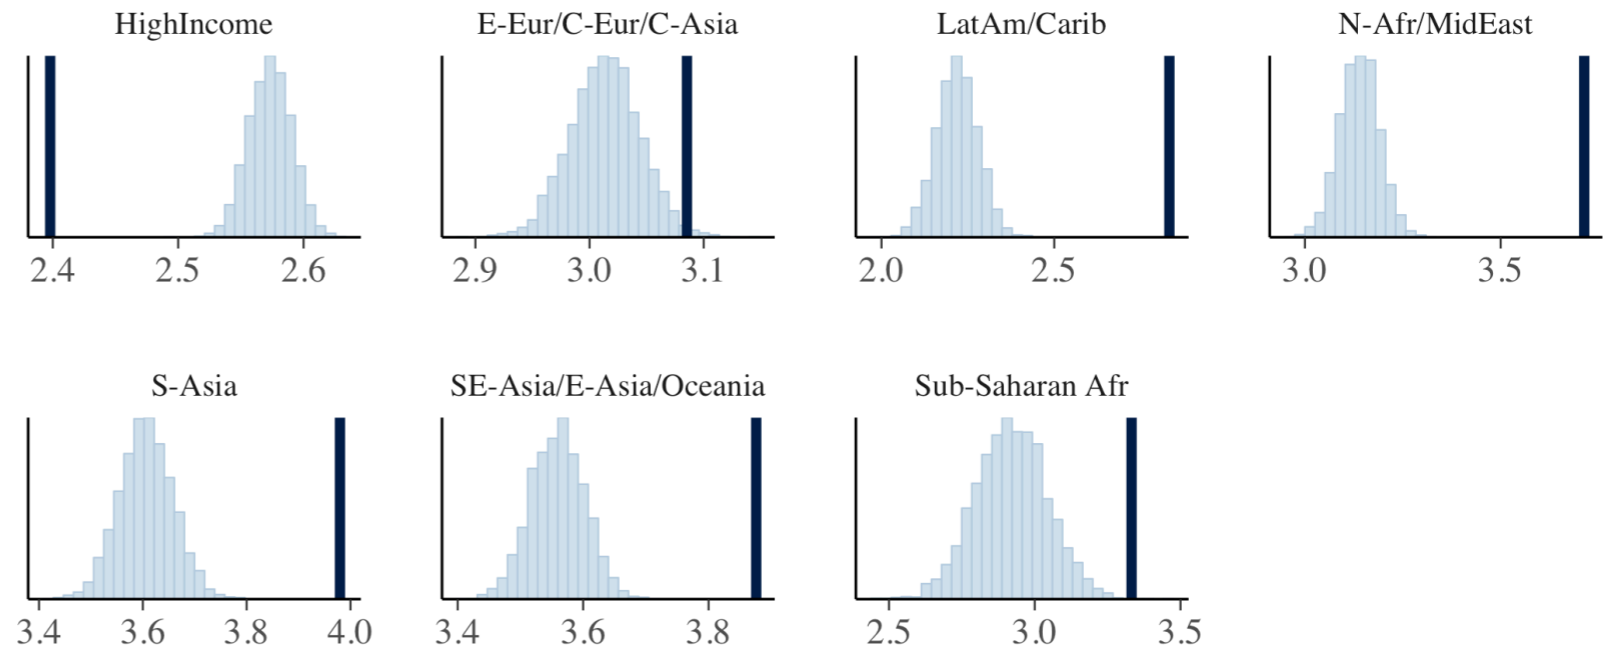 HighIncome E-Eur/C-Eur/C-Asia LatAm/Carib N-Afr/MidEast
2.4 2.5 2.6 2.9 3.0 3.1 2.0 2.5 3.0 3.5
S-Asia SE-Asia/E-Asia/Oceania Sub-Saharan Afr
3.4 3.6 3.8 4.0 3.4 3.6 3.8 2.5 3.0 3.5